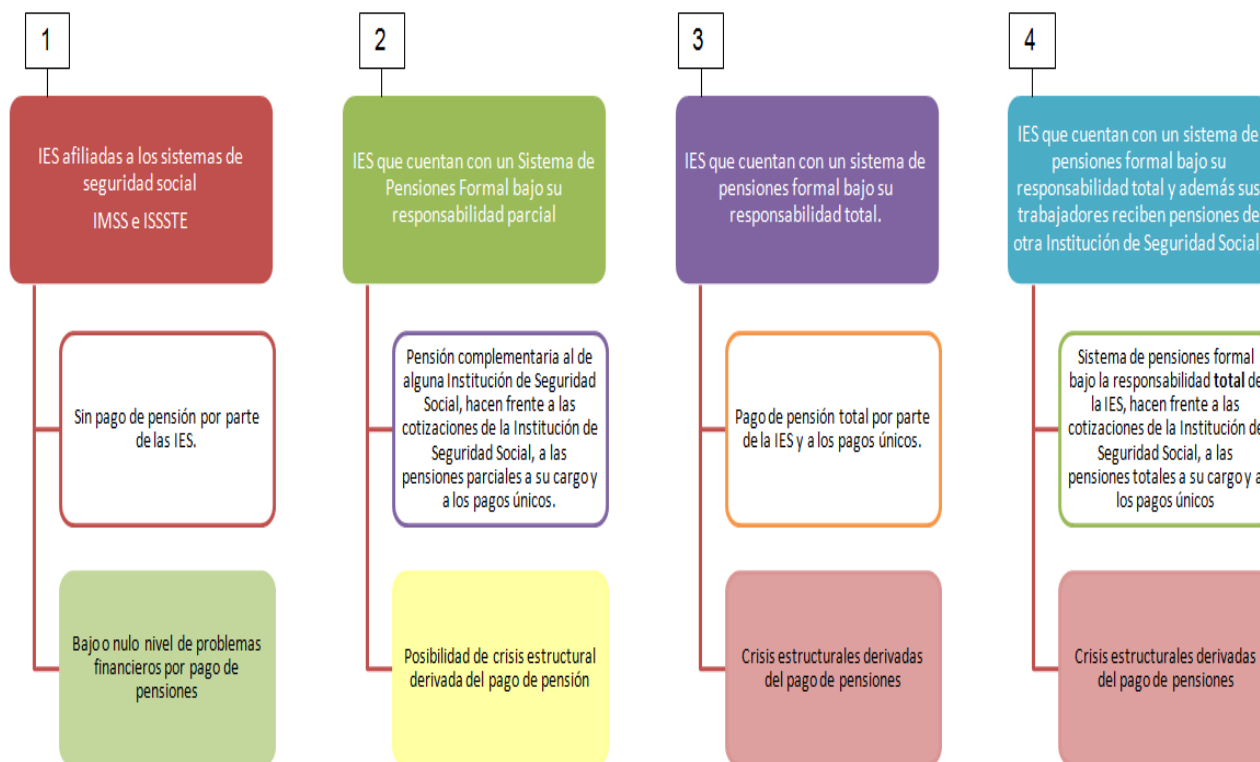 1
IES afiliadas a los sistemas de
seguridad social
IMSS e ISSSTE
Sin pago de pensión por parte
de las IES.
Bajo o nulo nivel de problemas
financieros por pago de
pensiones
2
IES que cuentan con un Sistema de
Pensiones Formal bajo su
responsabilidad parcial
Pensión complementaria al de
alguna Institución de Seguridad
Social, hacen frente a las
cotizaciones de la Institución de
Seguridad Social, a las
pensiones parciales a su cargo y
a los pagos únicos.
Posibilidad de crisis estructural
derivada del pago de pensión
3
IES que cuentan con un sistema de
pensiones formal bajo su
responsabilidad total.
Pago de pensión total por parte
de la IES y a los pagos únicos.
Crisis estructurales derivadas
del pago de pensiones
4
IES que cuentan con un sistema de
pensiones formal bajo su
responsabilidad total y además sus
trabajadores reciben pensiones de
otra Institución de Seguridad Social
Sistema de pensiones formal
bajo la responsabilidad total de
la IES, hacen frente a las
cotizaciones de la Institución de
Seguridad Social, a las
pensiones totales a su cargo y a
los pagos únicos
Crisis estructurales derivadas
del pago de pensiones